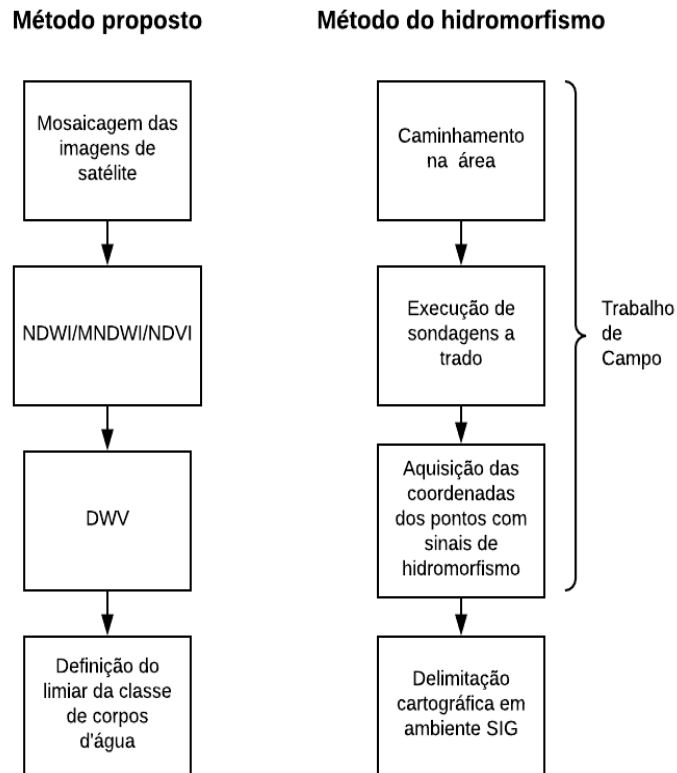 Método proposto
Mosaicagem das
imagens de
satélite
NDWI/MNDWI/NDVI
DWV
Definição do
limiar da classe
de corpos
d'água
Método do hidromorfismo
Caminhamento
na área
Execução de
sondagens a
trado
Aquisição das
coordenadas
dos pontos com
sinais de
hidromorfismo
Delimitação
cartográfica em
ambiente SIG
Trabalho
de
Campo